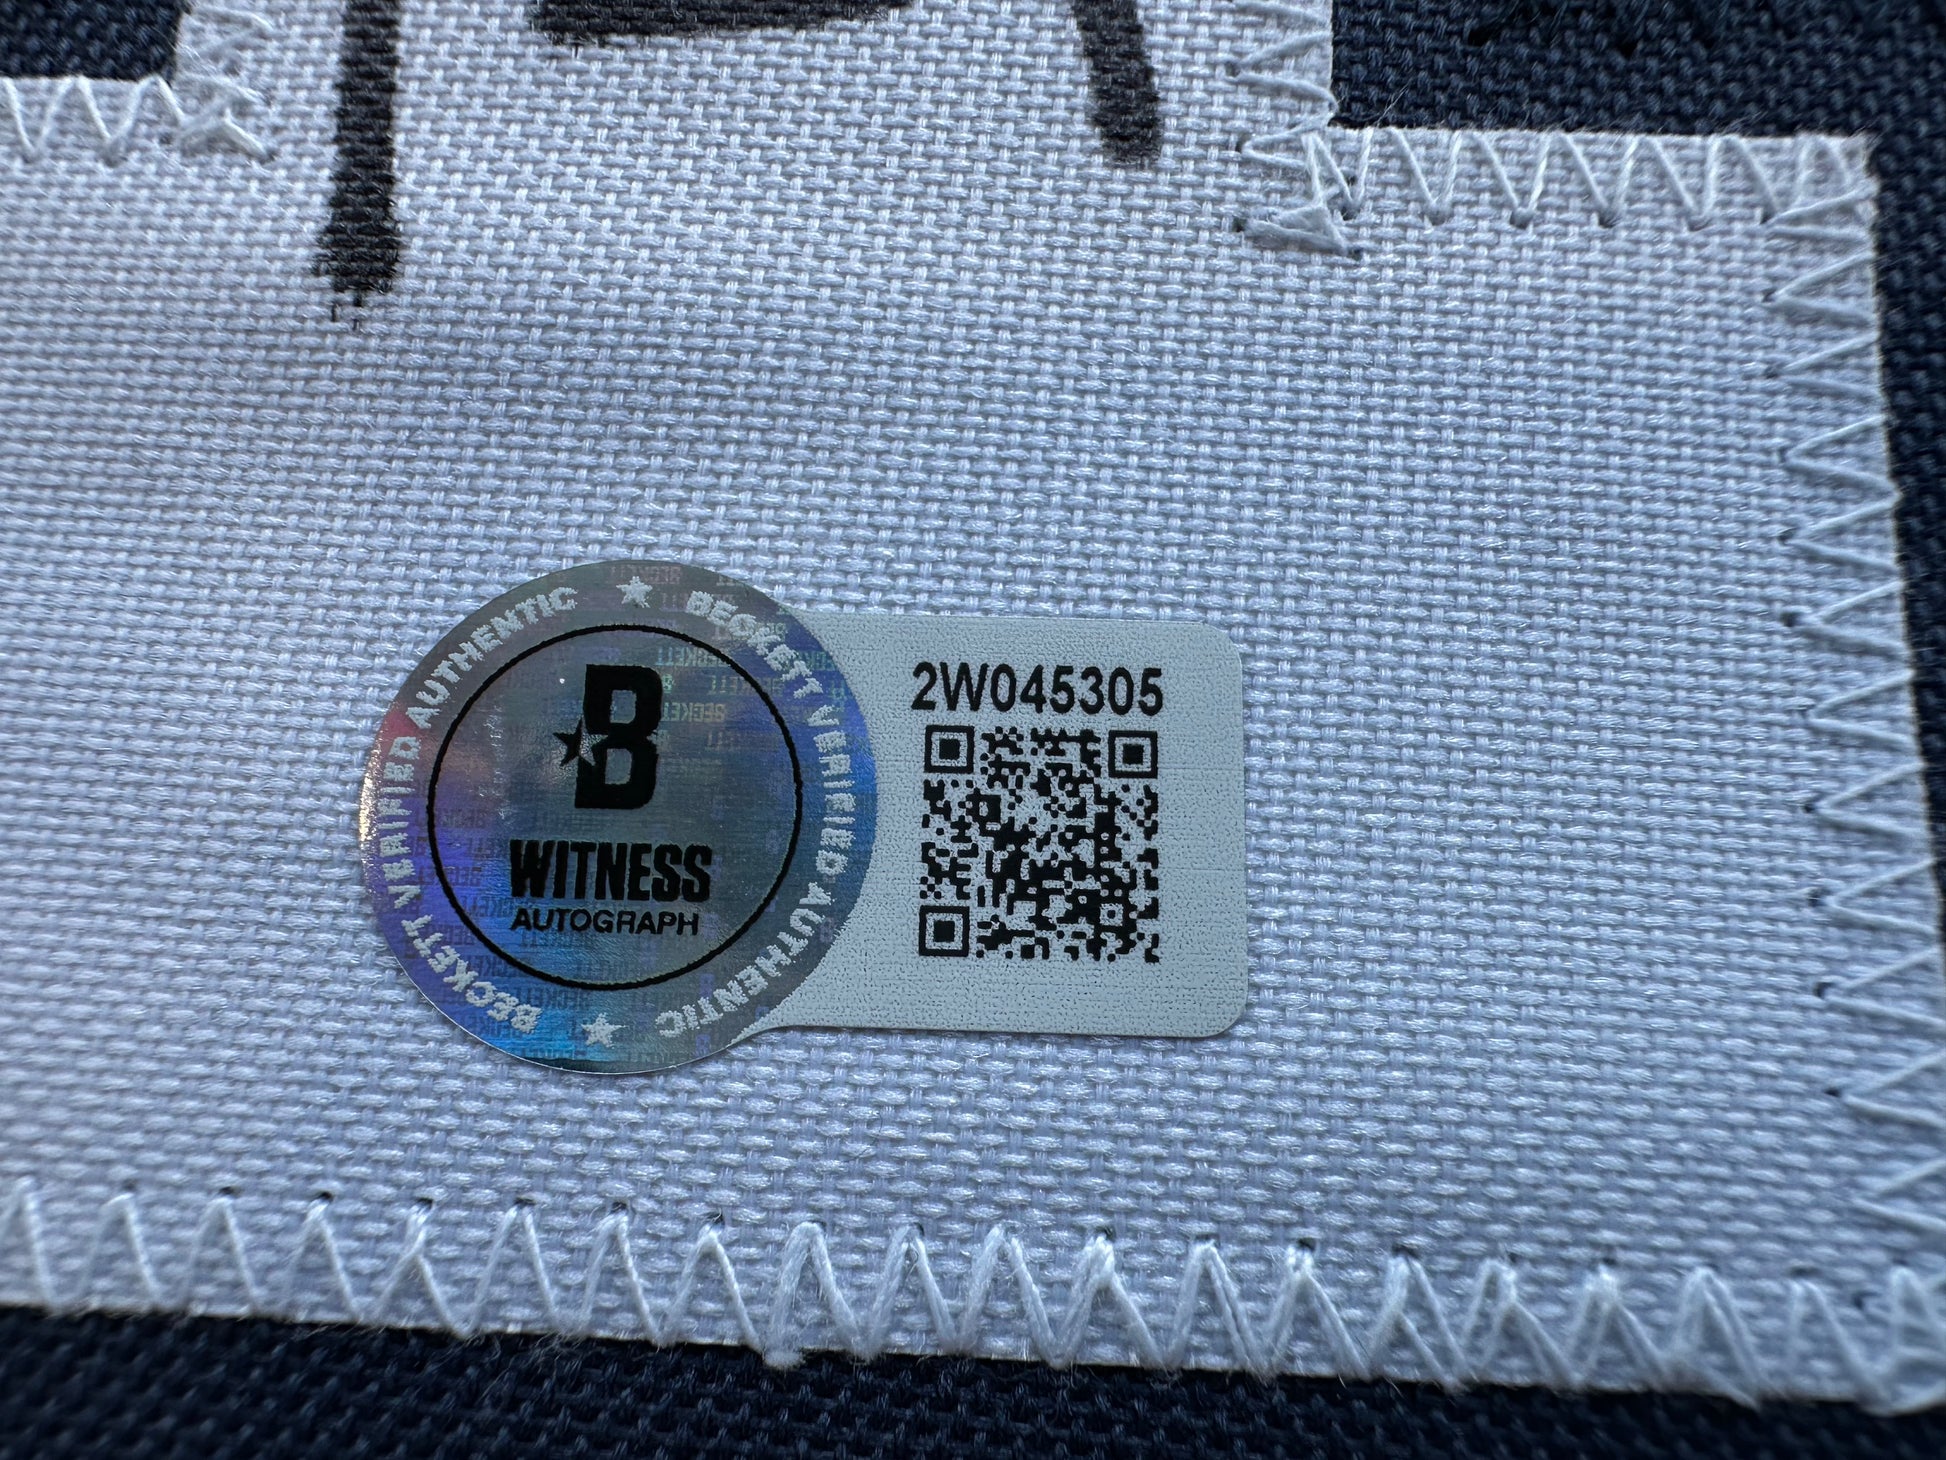 ★ BECKETT VERIFIED AUTHENTIC
★ BECKETT VERIFIED AUTHENTIC
B
WITNESS
AUTOGRAPH
2W045305